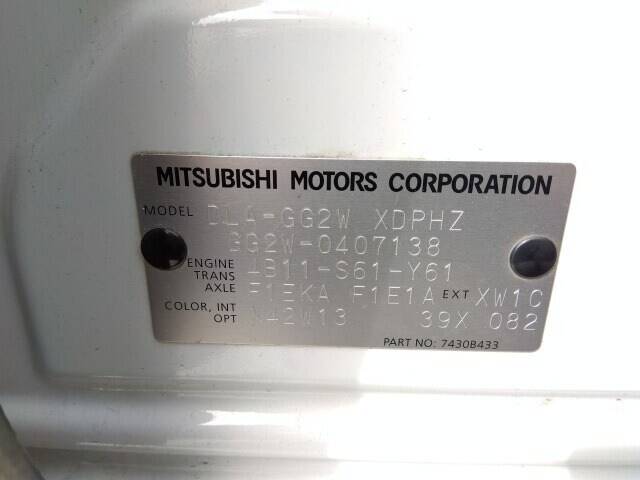 MITSUBISHI MOTORS CORPORATION
MODEL DLA-GG2W XDPHZ
GG2W-0407138
ENGINE 4B11-S61-Y61
TRANS AXLE F1EKA F1E1A EXT XW1C
COLOR, INT OPT 39X 082
PART NO: 7430B433